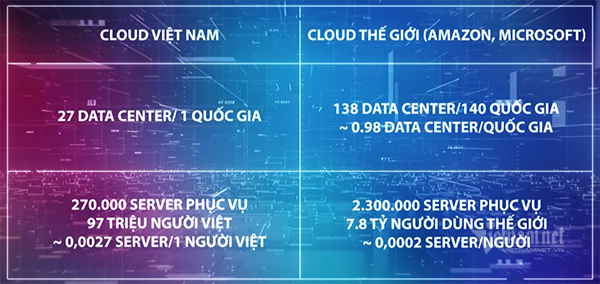 CLOUD VIỆT NAM
CLOUD THẾ GIỚI (AMAZON, MICROSOFT)
27 DATA CENTER/ 1 QUỐC GIA
138 DATA CENTER/140 QUỐC GIA
~ 0.98 DATA CENTER/QUỐC GIA
270.000 SERVER PHỤC VỤ
97 TRIỆU NGƯỜI VIỆT
~ 0,0027 SERVER/1 NGƯỜI VIỆT
2.300.000 SERVER PHỤC VỤ
7.8 TỶ NGƯỜI DÙNG THẾ GIỚI
~ 0,0002 SERVER/NGƯỜI
VIETNAMNET.VN